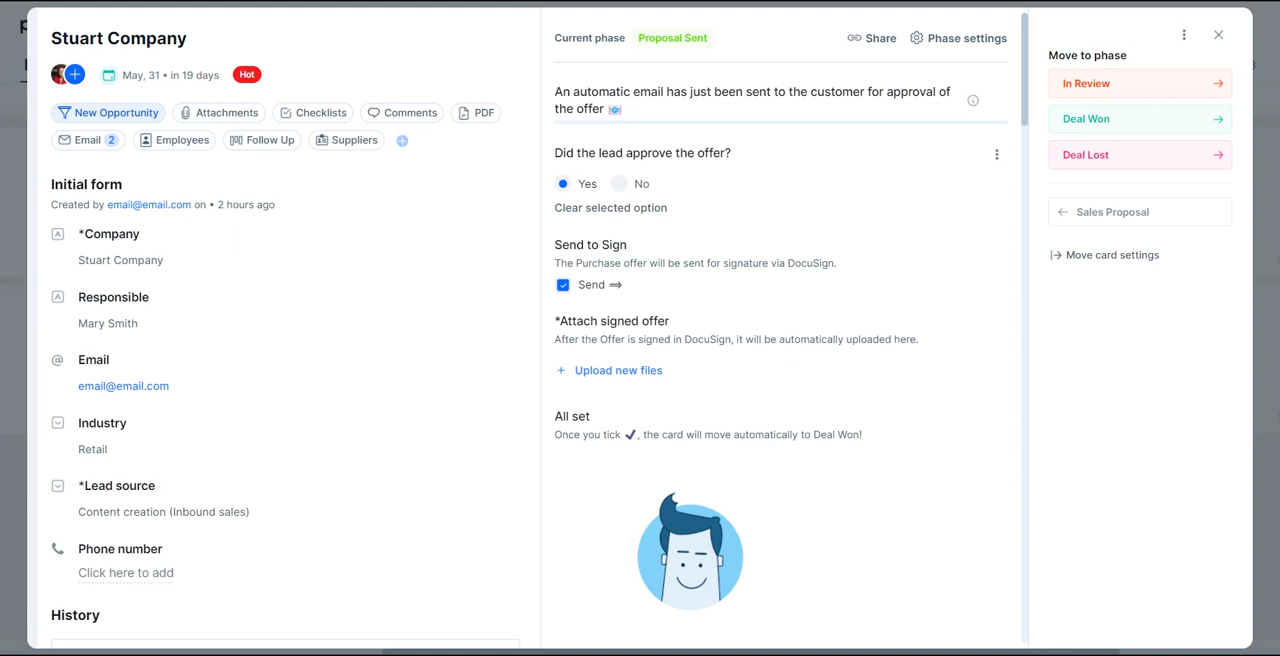 Stuart Company
May, 31 • in 19 days
Hot
New Opportunity
Attachments
Checklists
Comments
PDF
Email 2
Employees
Follow Up
Suppliers
Initial form
Created by email@email.com on • 2 hours ago
*Company
Stuart Company
Responsible
Mary Smith
Email
email@email.com
Industry
Retail
*Lead source
Content creation (Inbound sales)
Phone number
Click here to add
History
Current phase
Proposal Sent
Share
Phase settings
An automatic email has just been sent to the customer for approval of
the offer 📧
Did the lead approve the offer?
Yes
No
Clear selected option
Send to Sign
The Purchase offer will be sent for signature via DocuSign.
Send ⟹
*Attach signed offer
After the Offer is signed in DocuSign, it will be automatically uploaded here.
+ Upload new files
All set
Once you tick ✔, the card will move automatically to Deal Won!
Move to phase
In Review →
Deal Won →
Deal Lost →
← Sales Proposal
Move card settings